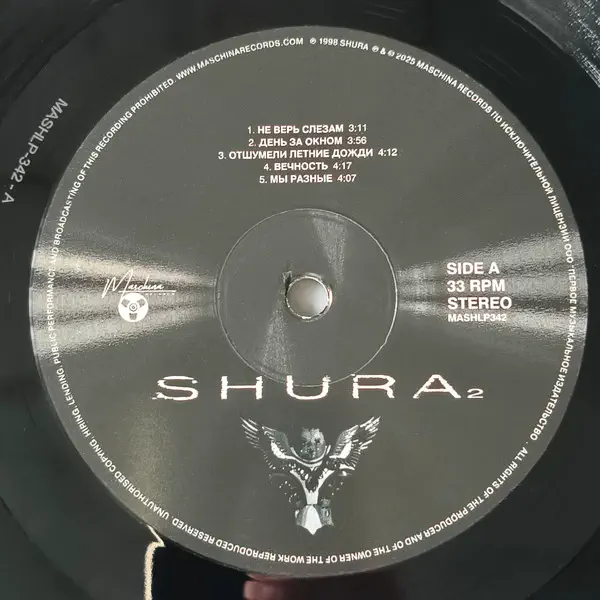 WWW.MASCHINARECORDS.COM ℗ 1998 SHURA ℗ & © 2025 MASCHINA RECORDS ПО ИСКЛЮЧИТЕЛЬНОЙ ЛИЦЕНЗИИ ООО "ПЕРВОЕ МУЗЫКАЛЬНОЕ ИЗДАТЕЛЬСТВО". ALL RIGHTS OF THE PRODUCER AND OF THE OWNER OF THE WORK REPRODUCED RESERVED. UNAUTHORISED COPYING, HIRING, LENDING, PUBLIC PERFORMANCE AND BROADCASTING OF THIS RECORDING PROHIBITED.
MASHLP-342 - A
1. НЕ ВЕРЬ СЛЕЗАМ 3:11
2. ДЕНЬ ЗА ОКНОМ 3:56
3. ОТШУМЕЛИ ЛЕТНИЕ ДОЖДИ 4:12
4. ВЕЧНОСТЬ 4:17
5. МЫ РАЗНЫЕ 4:07
Maschina
RECORDS
SIDE A
33 RPM
STEREO
MASHLP342
SHURA2